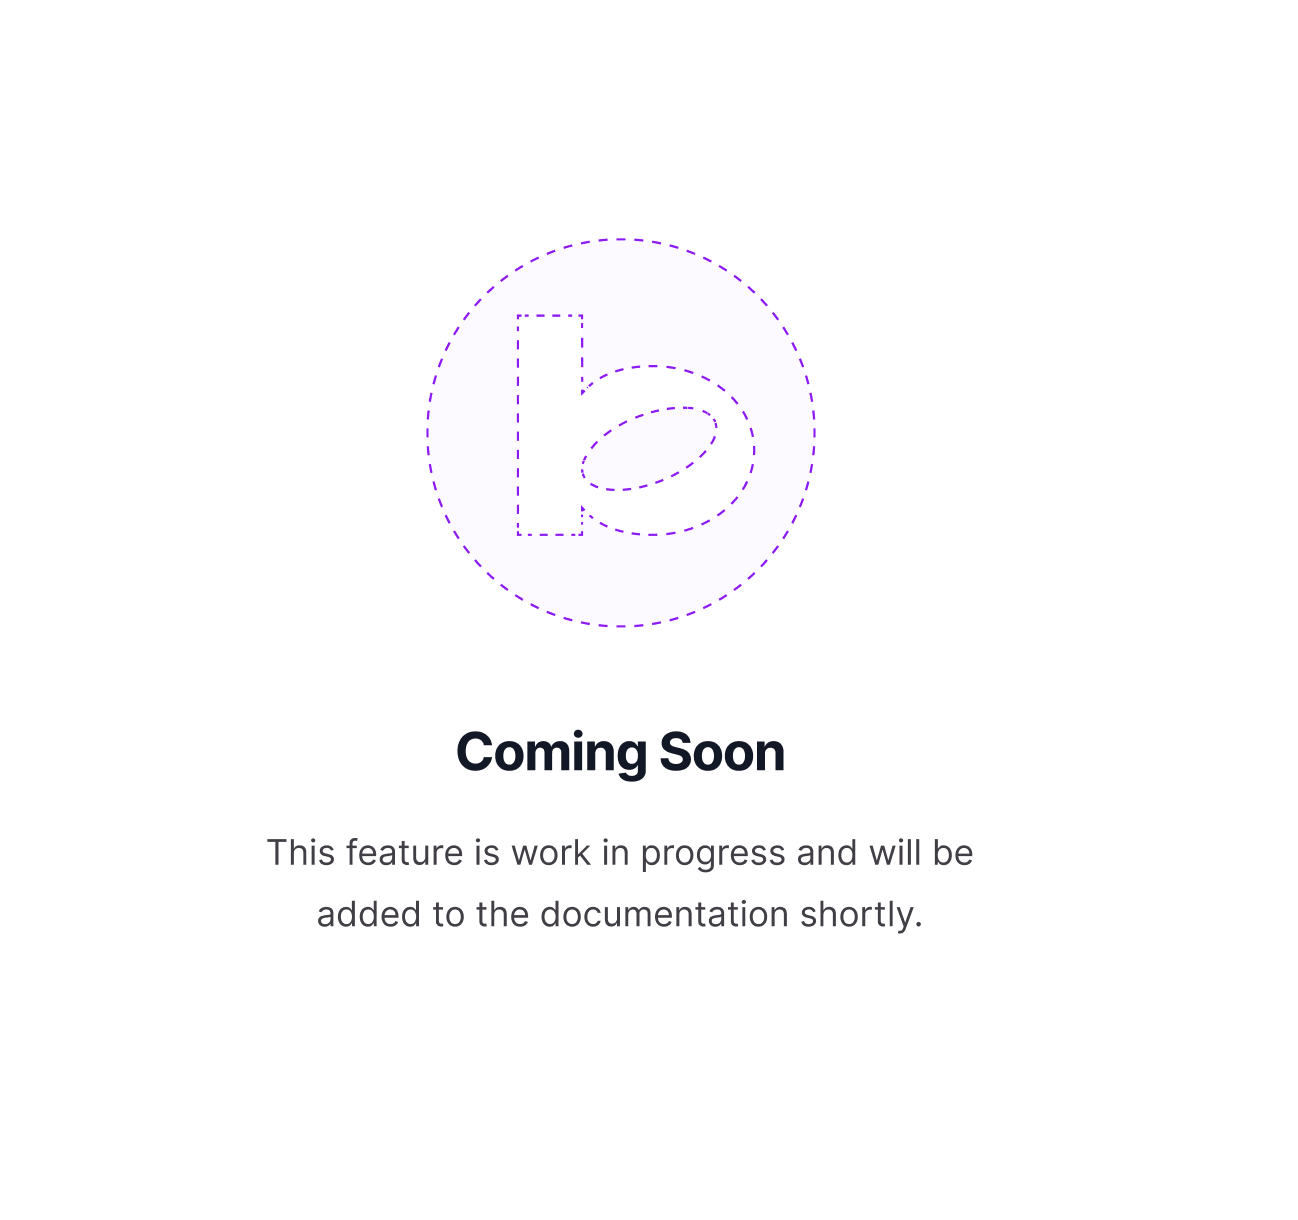 b
Coming Soon
This feature is work in progress and will be
added to the documentation shortly.